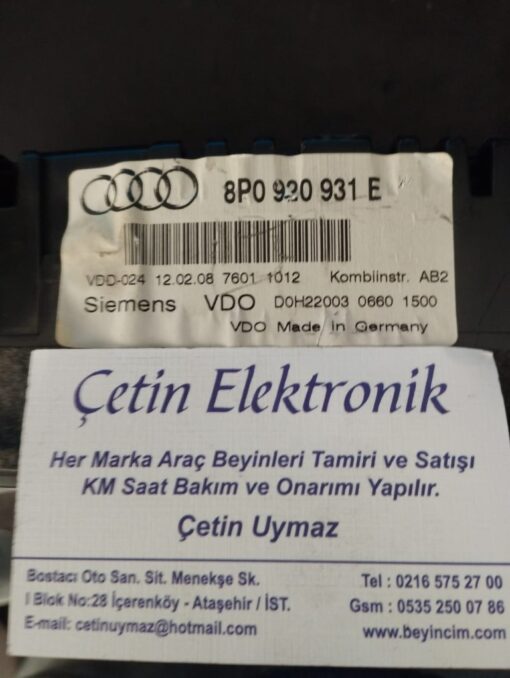 8P0 920 931 E
VDD-024 12.02.08 7601 1012 Kombiinstr. AB2
Siemens VDO D0H22003 0660 1500
VDO Made in Germany
Çetin Elektronik
Her Marka Araç Beyinleri Tamiri ve Satışı
KM Saat Bakım ve Onarımı Yapılır.
Çetin Uymaz
Bostacı Oto San. Sit. Menekşe Sk.
I Blok No:28 İçerenköy - Ataşehir / İST.
E-mail: cetinuymaz@hotmail.com
Tel : 0216 575 27 00
Gsm : 0535 250 07 86
www.beyincim.com